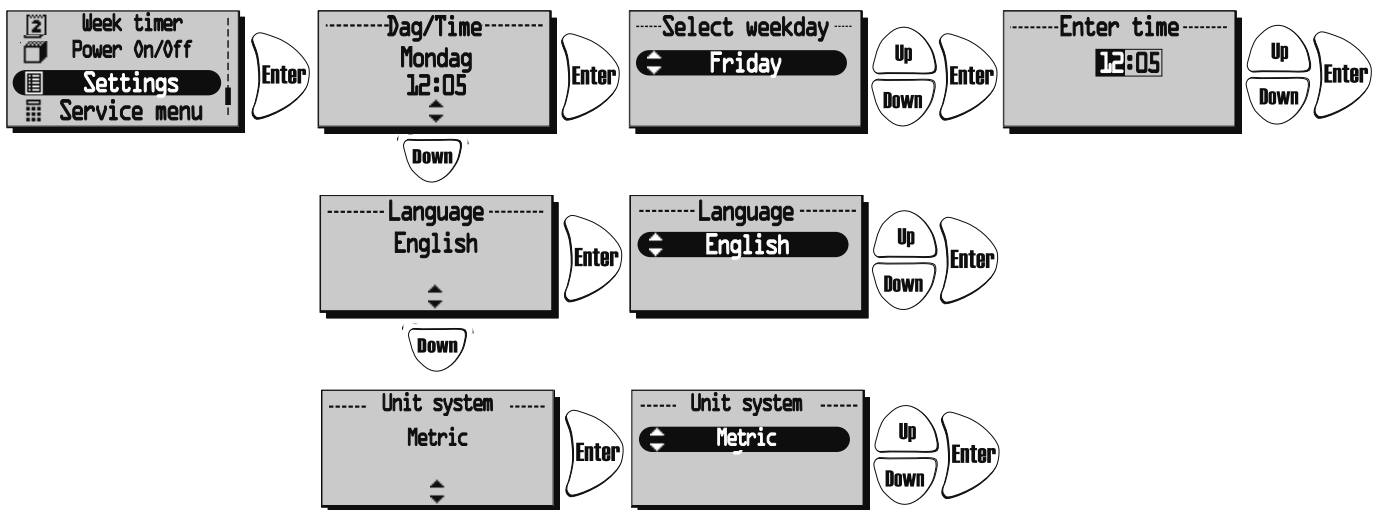 2 Week timer
Power On/Off
Settings
Service menu
Enter
Dag/Time
Mondag
12:05
Enter
Select weekday
Friday
Up
Down
Enter
Enter time
12:05
Up
Down
Enter
Down
Language
English
Enter
Language
English
Up
Down
Enter
Down
Unit system
Metric
Enter
Unit system
Metric
Up
Down
Enter